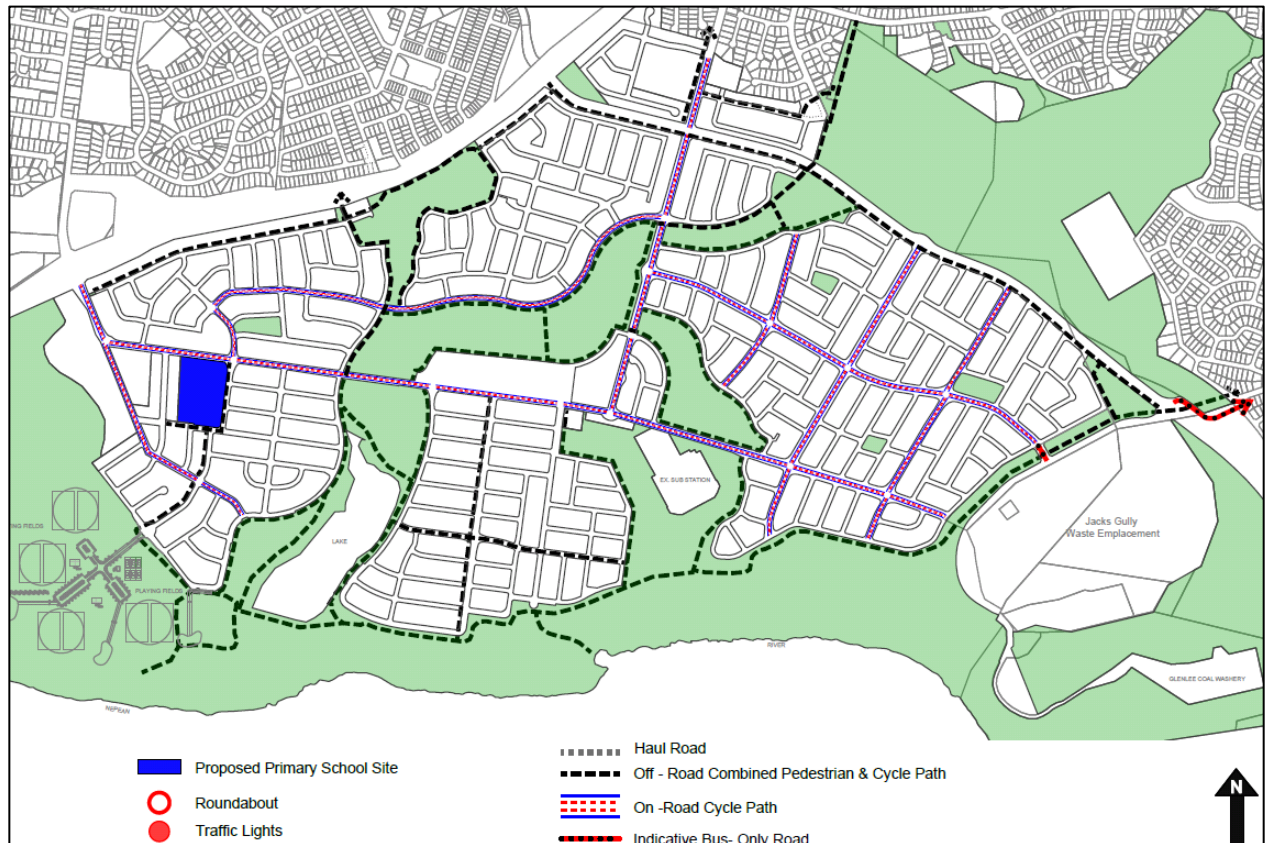 EX. SUB STATION
Jacks Gully
Waste Emplacement
LAKE
PLAYING FIELDS
RIVER
GLENLEE COAL WASHERY
NEPEAN
Proposed Primary School Site
Roundabout
Traffic Lights
Haul Road
Off - Road Combined Pedestrian & Cycle Path
On -Road Cycle Path
Indicative Bus- Only Road
N